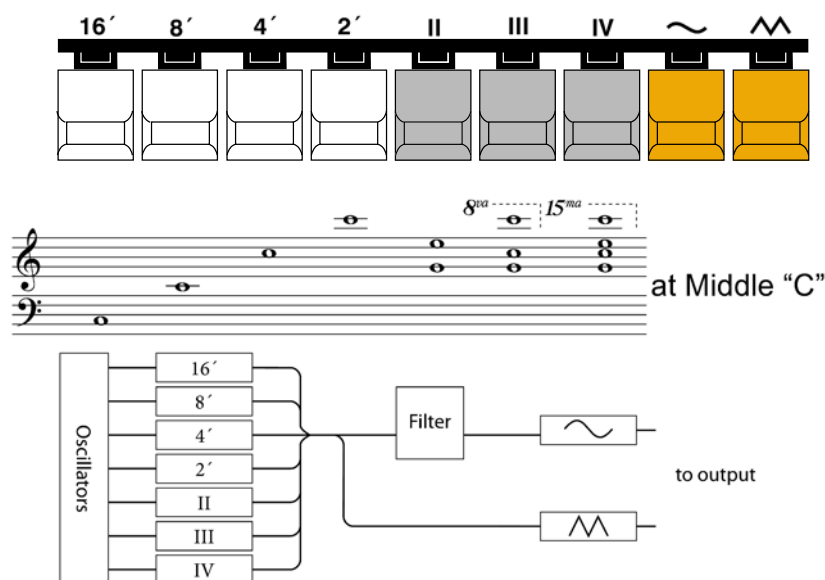 16´ 8´ 4´ 2´ II III IV
8va 15ma
at Middle “C”
Oscillators
16´
8´
4´
2´
II
III
IV
Filter
to output